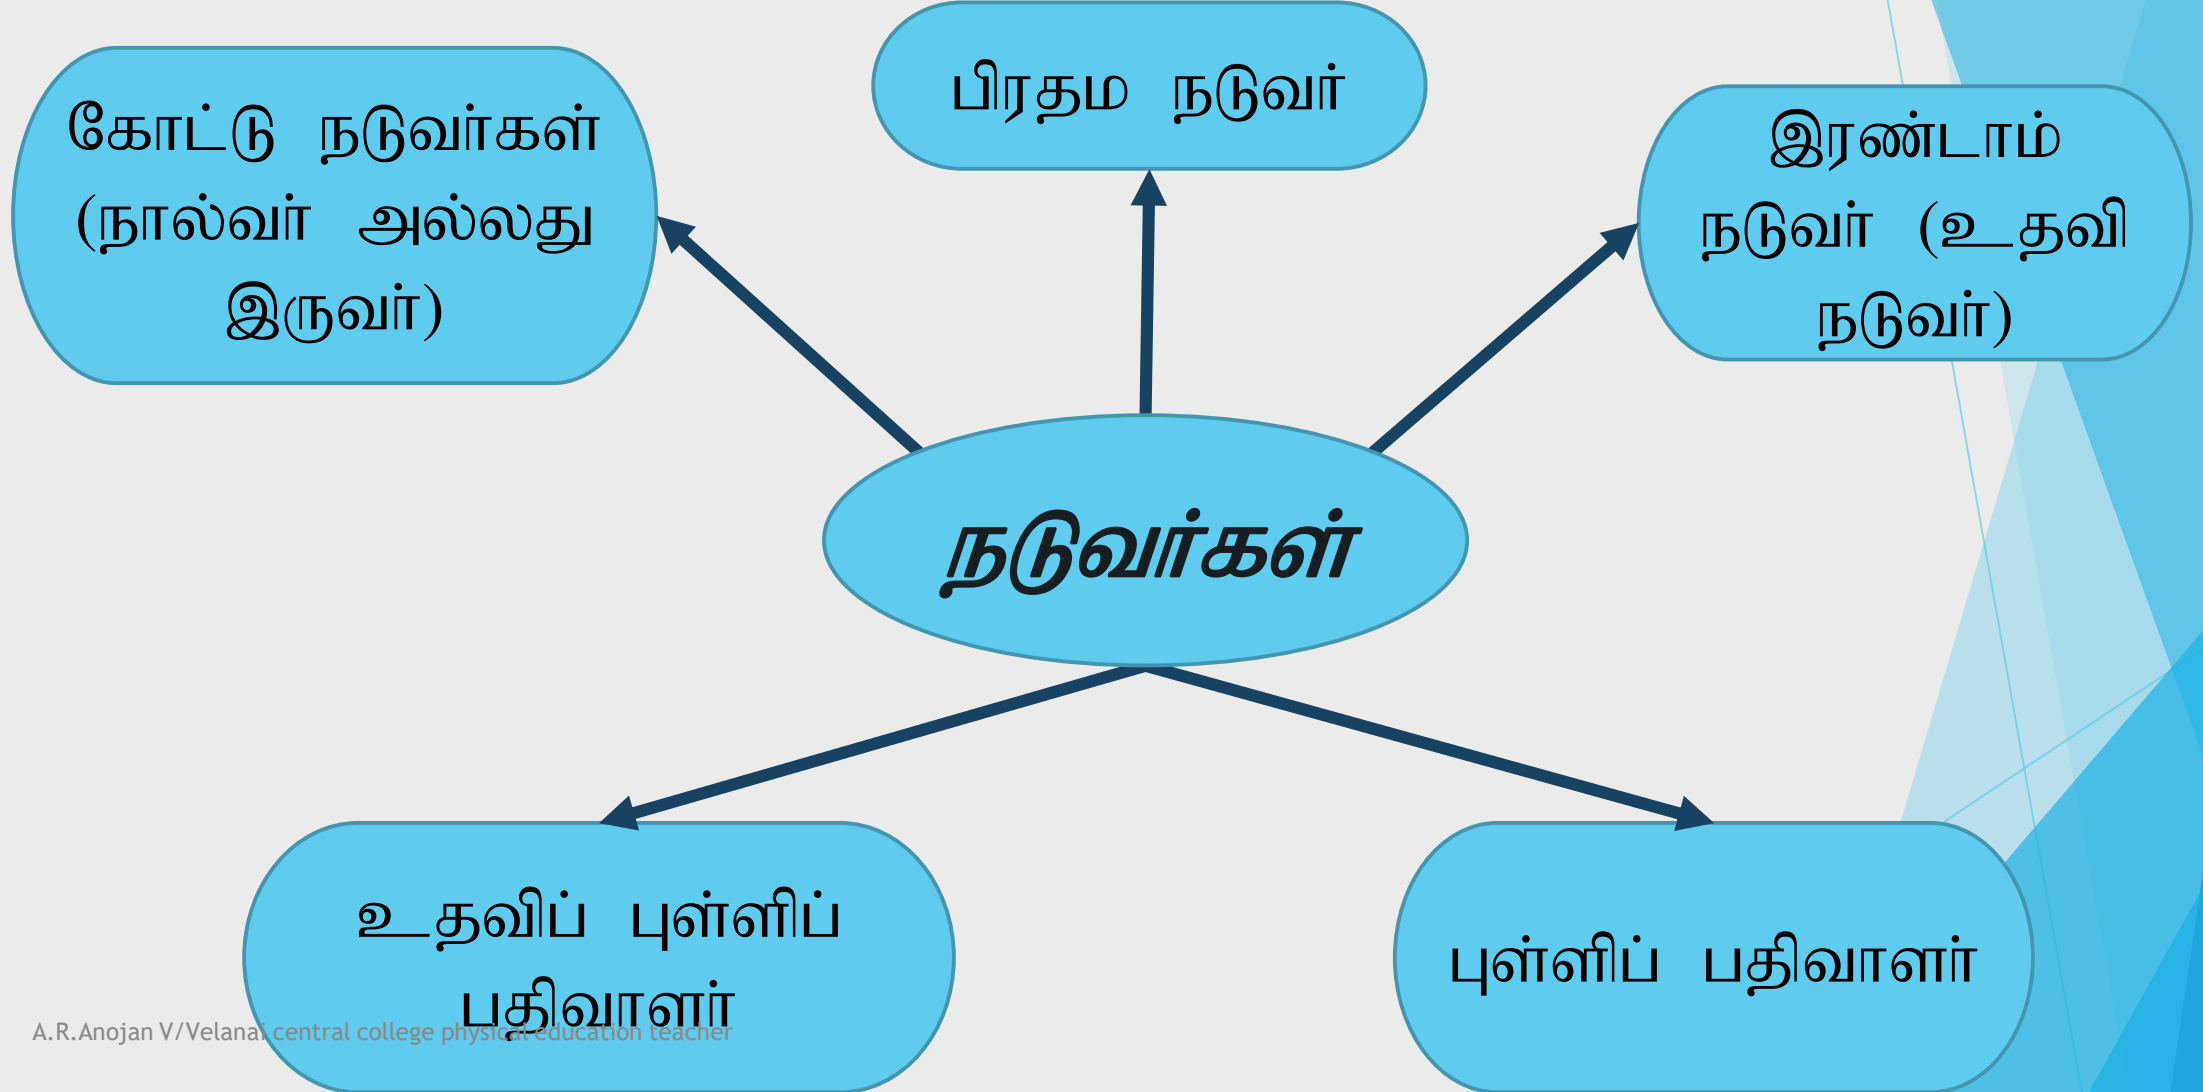 கோட்டு நடுவர்கள்
(நால்வர் அல்லது
இருவர்)
பிரதம நடுவர்
இரண்டாம்
நடுவர் (உதவி
நடுவர்)
நடுவர்கள்
உதவிப் புள்ளிப்
பதிவாளர்
புள்ளிப் பதிவாளர்
A.R.Anojan V/Velanai central college physical education teacher